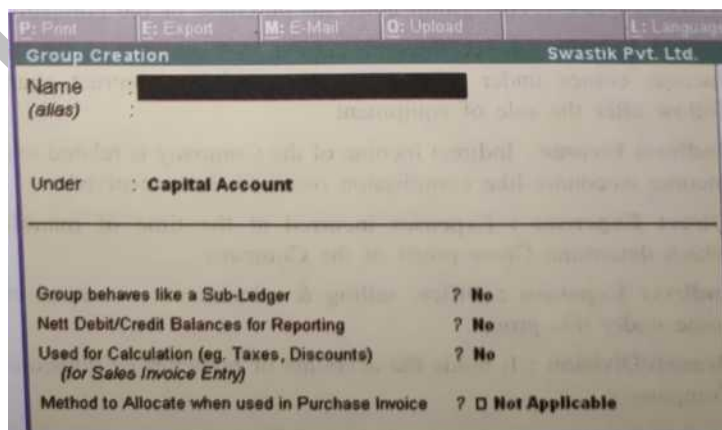 P: Print E: Export M: E-Mail O: Upload L: Language
Group Creation Swastik Pvt. Ltd.
Name
(alias) :
Under : Capital Account
Group behaves like a Sub-Ledger ? No
Nett Debit/Credit Balances for Reporting ? No
Used for Calculation (eg. Taxes, Discounts) ? No
(for Sales Invoice Entry)
Method to Allocate when used in Purchase Invoice ? □ Not Applicable